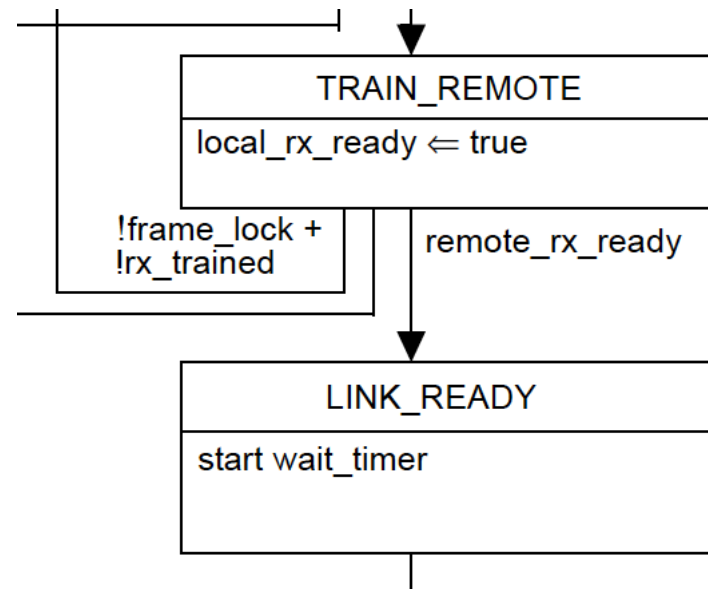 TRAIN_REMOTE
local_rx_ready ⇐ true
!frame_lock +
!rx_trained
remote_rx_ready
LINK_READY
start wait_timer